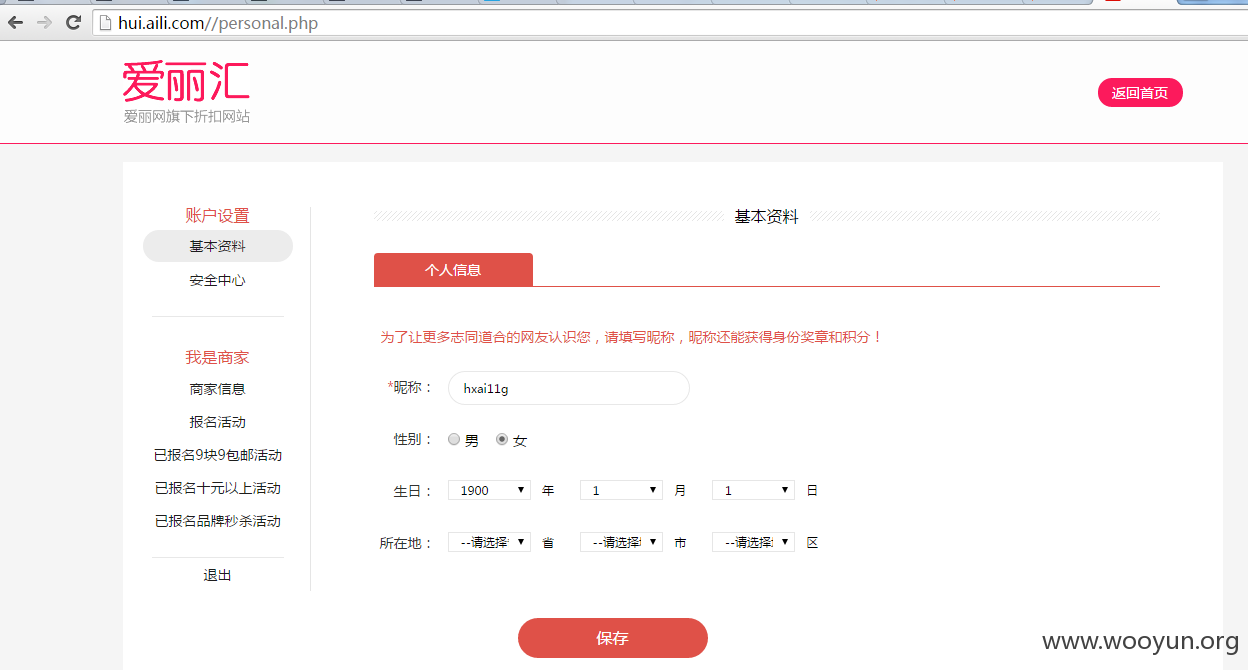 hui.aili.com//personal.php
爱丽汇
爱丽网旗下折扣网站
返回首页
账户设置
基本资料
安全中心
我是商家
商家信息
报名活动
已报名9块9包邮活动
已报名十元以上活动
已报名品牌秒杀活动
退出
基本资料
个人信息
为了让更多志同道合的网友认识您，请填写昵称，昵称还能获得身份奖章和积分！
*昵称： hxai11g
性别： 男 女
生日： 1900 年 1 月 1 日
所在地： --请选择 省 --请选择 市 --请选择 区
保存
www.wooyun.org